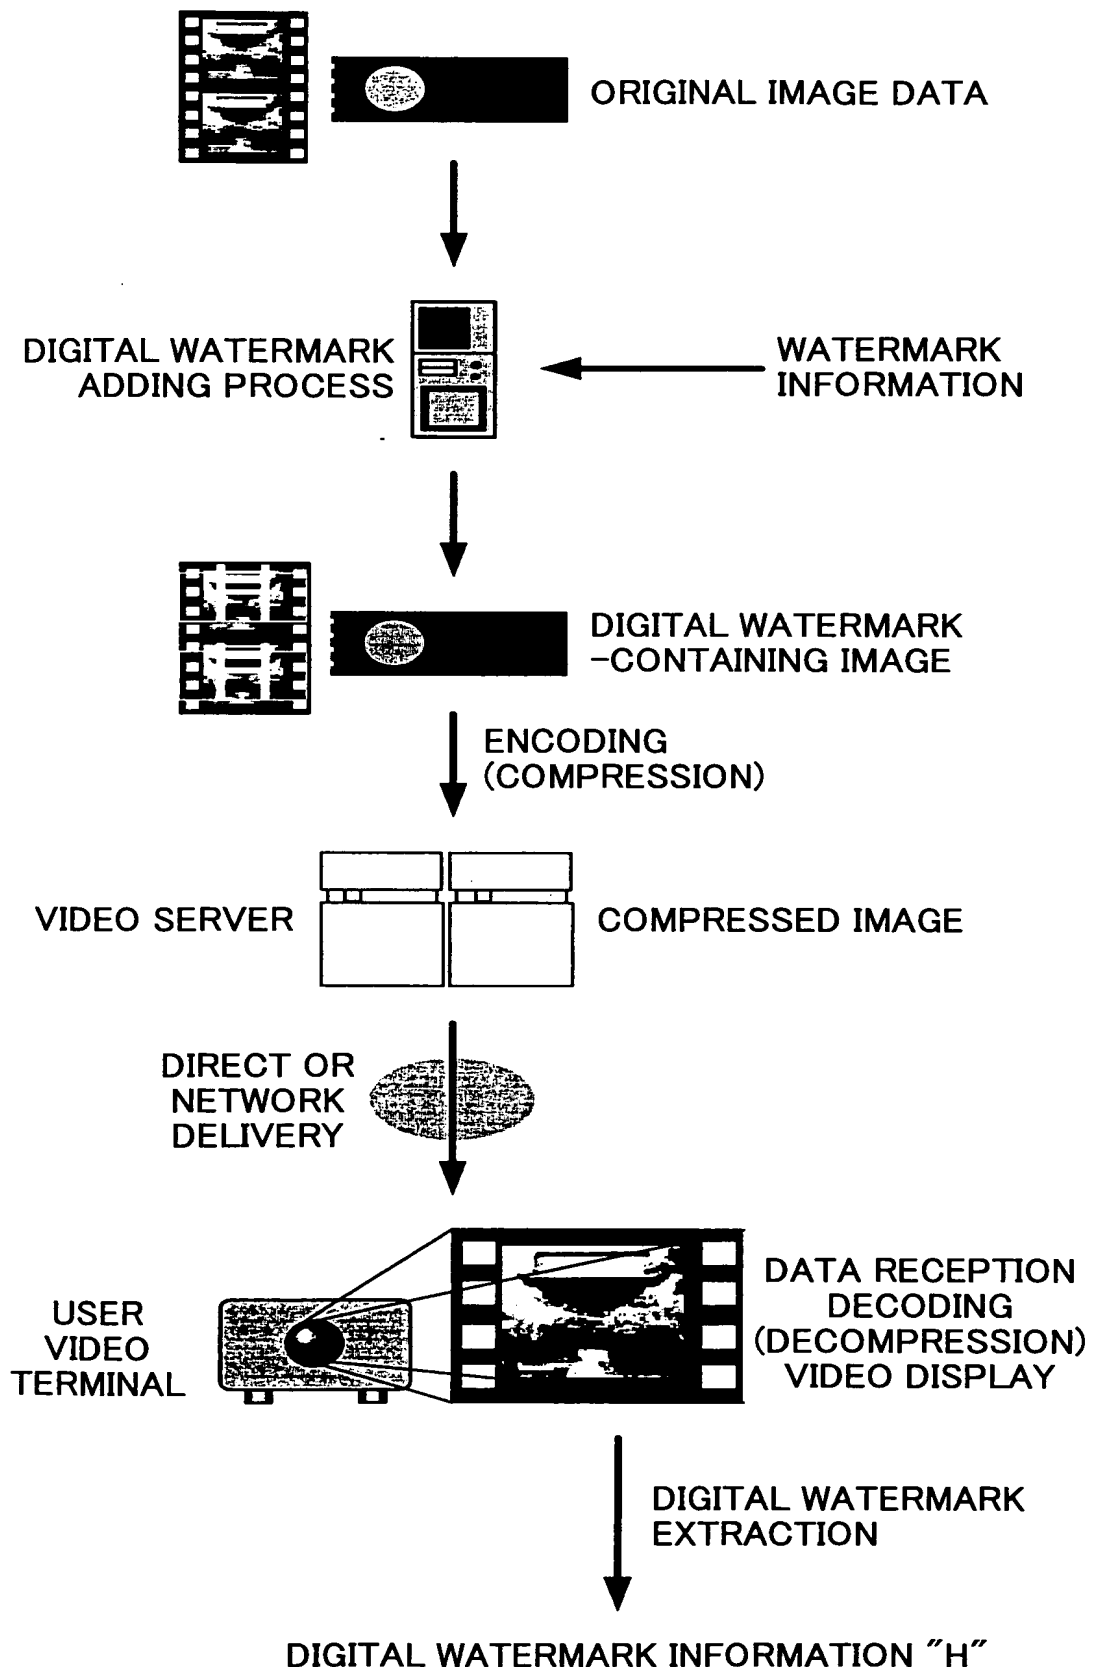 ORIGINAL IMAGE DATA
DIGITAL WATERMARK
ADDING PROCESS
WATERMARK
INFORMATION
DIGITAL WATERMARK
-CONTAINING IMAGE
ENCODING
(COMPRESSION)
VIDEO SERVER
COMPRESSED IMAGE
DIRECT OR
NETWORK
DELIVERY
USER
VIDEO
TERMINAL
DATA RECEPTION
DECODING
(DECOMPRESSION)
VIDEO DISPLAY
DIGITAL WATERMARK
EXTRACTION
DIGITAL WATERMARK INFORMATION "H"